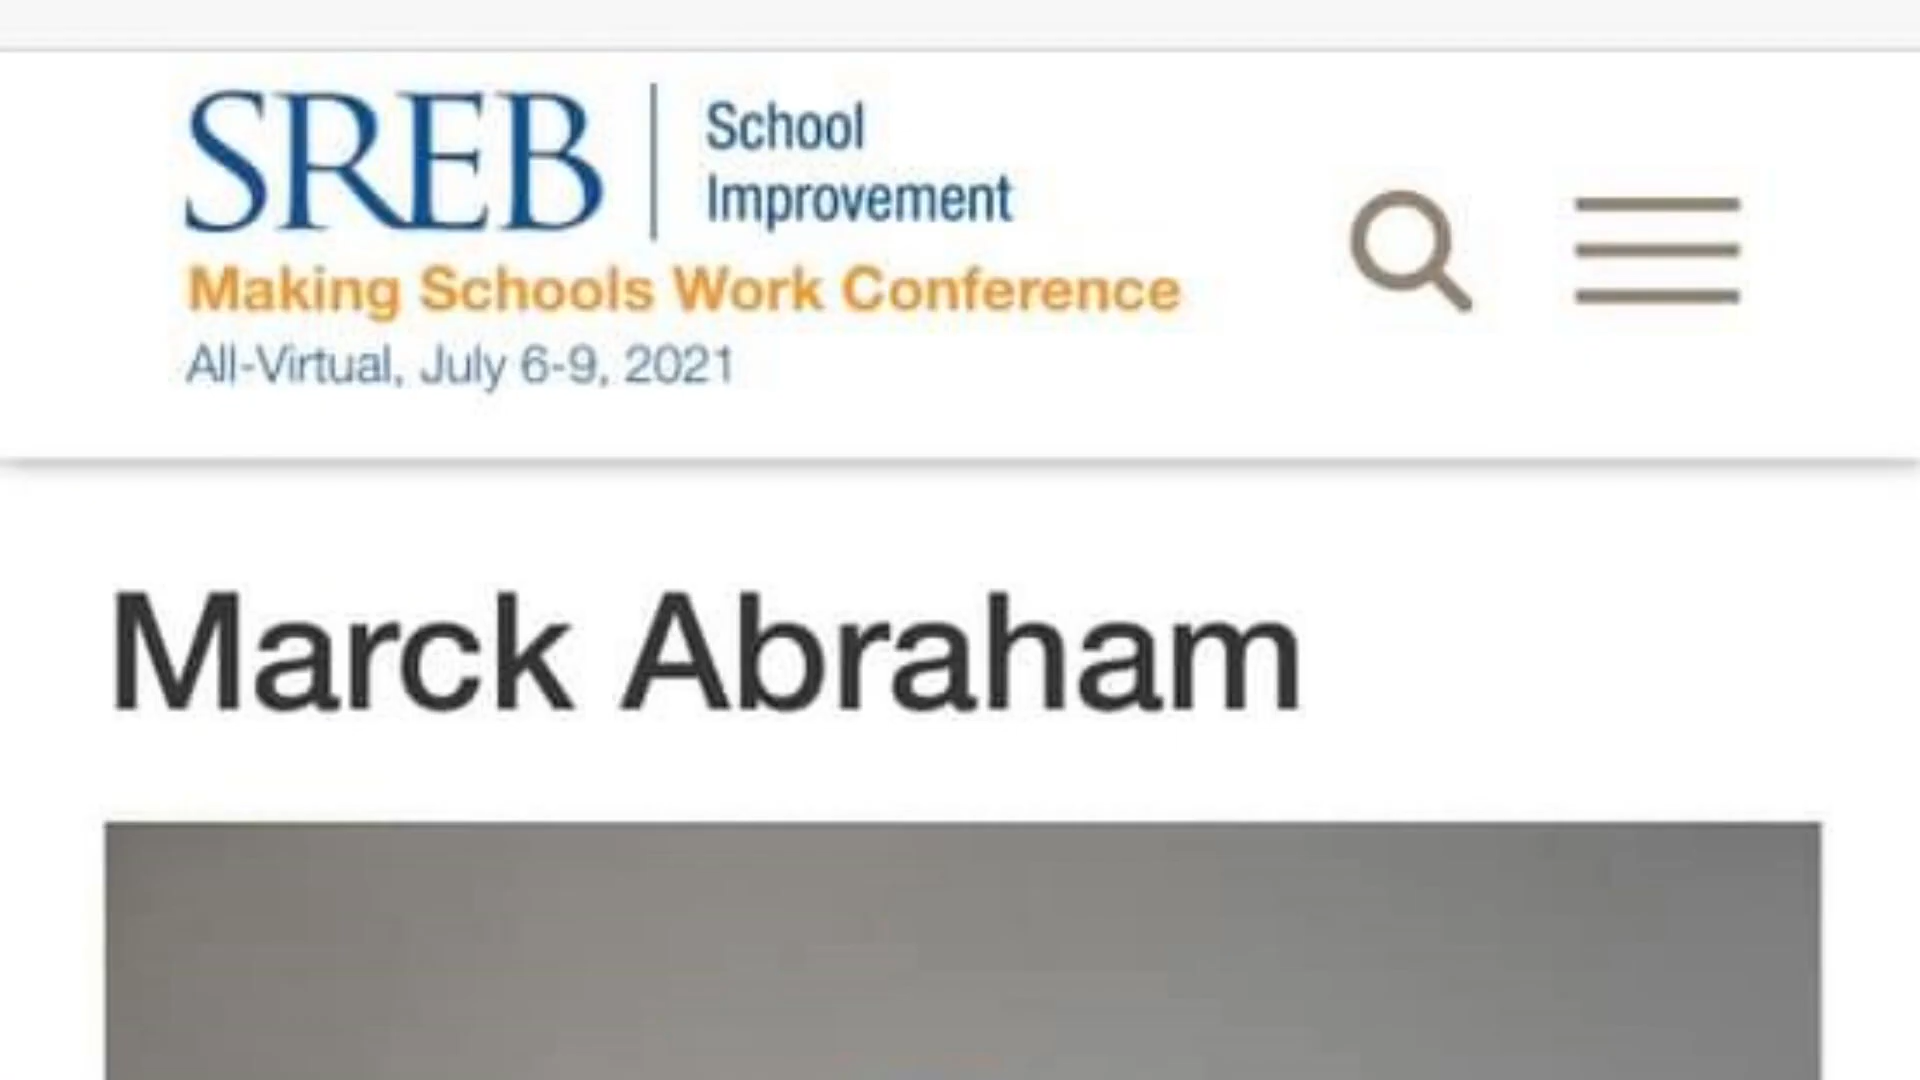 SREB
School
Improvement
Making Schools Work Conference
All-Virtual, July 6-9, 2021
Marck Abraham